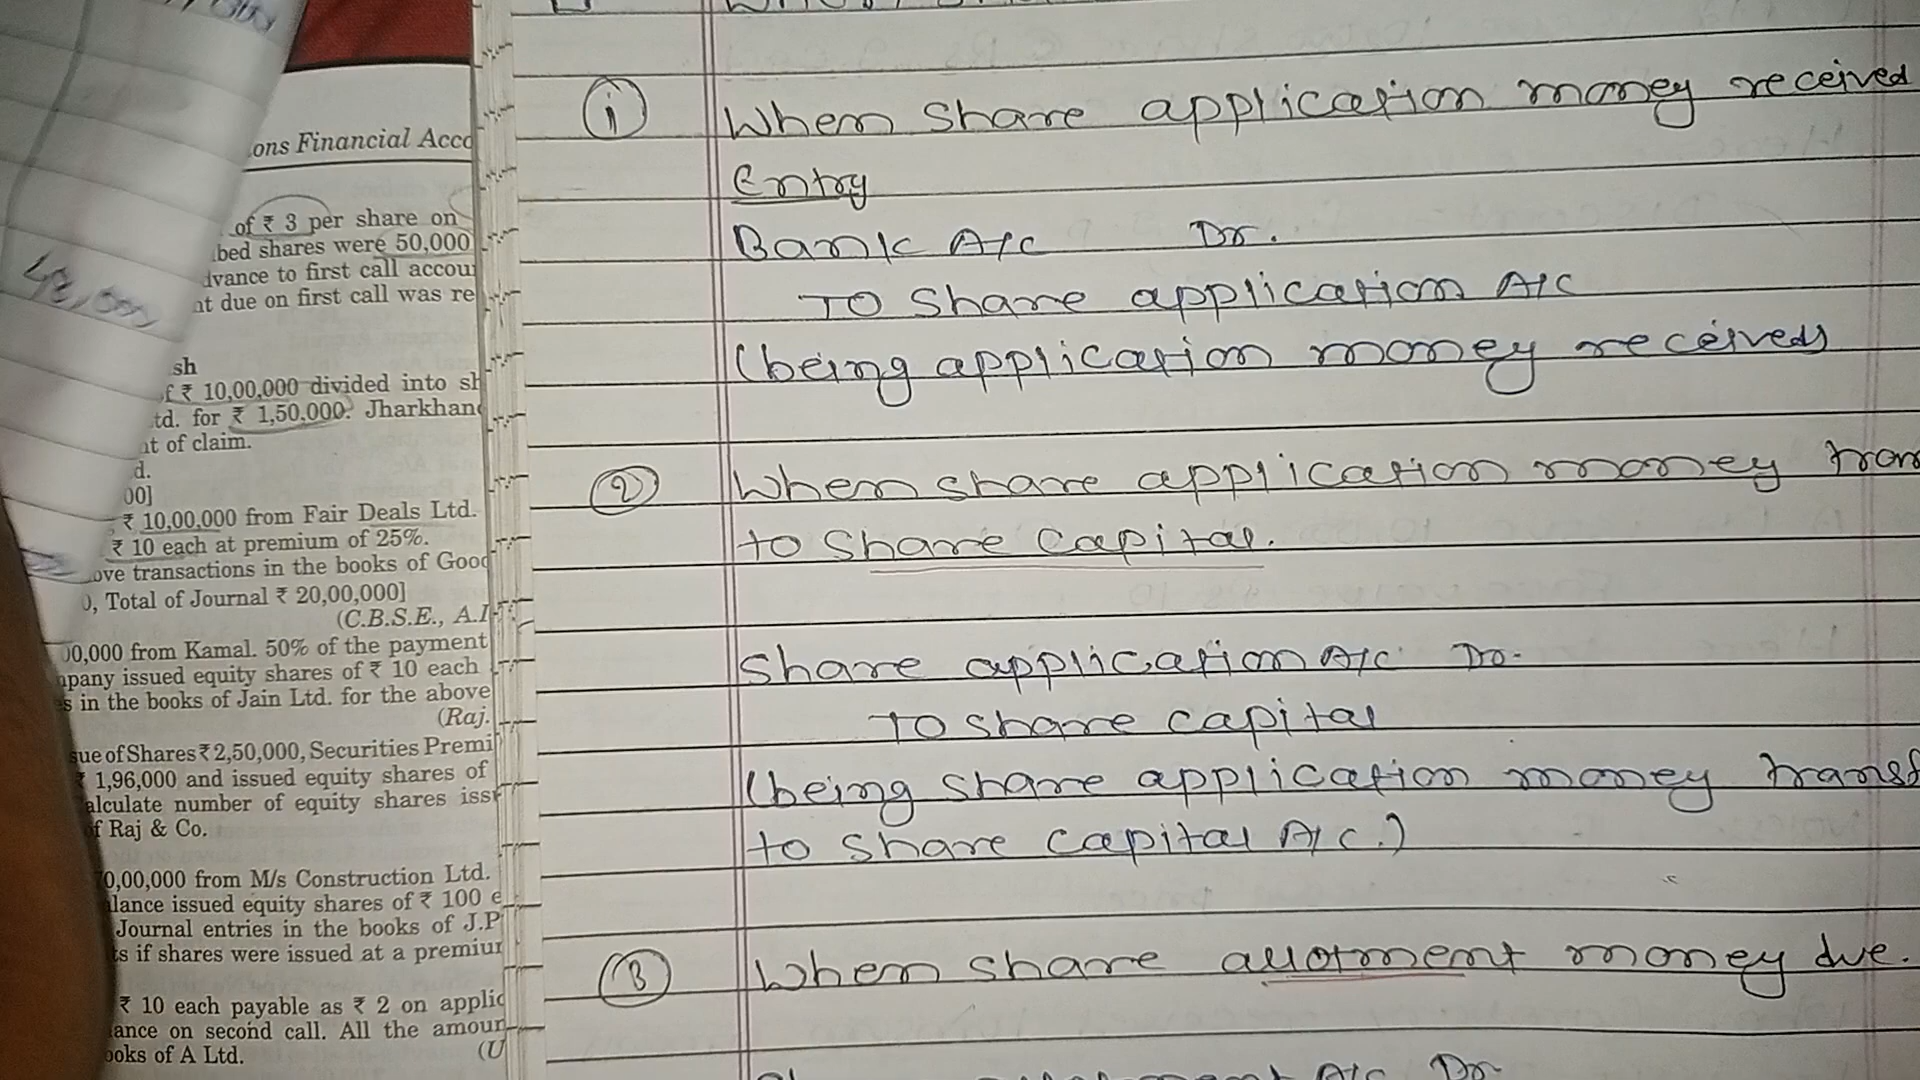 ons Financial Acco
of ₹ 3 per share on
bed shares were 50,000
dvance to first call accou
nt due on first call was re
sh
f ₹ 10,00,000 divided into sh
td. for ₹ 1,50,000. Jharkhand
nt of claim.
d.
00]
₹ 10,00,000 from Fair Deals Ltd.
₹ 10 each at premium of 25%.
ove transactions in the books of Good
0, Total of Journal ₹ 20,00,000]
(C.B.S.E., A.I
00,000 from Kamal. 50% of the payment
mpany issued equity shares of ₹ 10 each
s in the books of Jain Ltd. for the above
(Raj.
sue of Shares ₹ 2,50,000, Securities Premi
₹ 1,96,000 and issued equity shares of
alculate number of equity shares issu
f Raj & Co.
0,00,000 from M/s Construction Ltd.
lance issued equity shares of ₹ 100 e
Journal entries in the books of J.P
ts if shares were issued at a premiur
₹ 10 each payable as ₹ 2 on applic
ance on second call. All the amour
ooks of A Ltd.
(U
(i) When share application money received
Entry
Bank A/c Dr.
To share application A/c
(being application money received)
(2) When share application money tran
to share capital.
share application A/c Dr.
To share capital
(being share application money transf
to share capital A/c.)
(3) When share allotment money due.
A/c Dr.